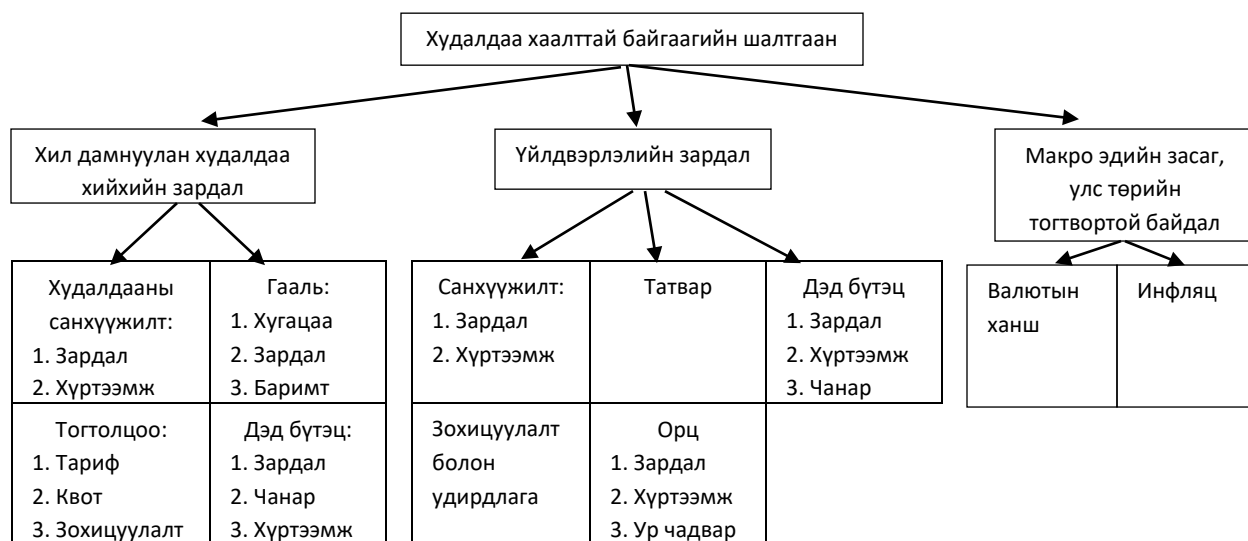 Худалдаа хаалттай байгаагийн шалтгаан
Хил дамнуулан худалдаа
хийхийн зардал
Үйлдвэрлэлийн зардал
Макро эдийн засаг,
улс төрийн
тогтвортой байдал
Худалдааны
санхүүжилт:
1. Зардал
2. Хүртээмж
Гааль:
1. Хугацаа
2. Зардал
3. Баримт
Тогтолцоо:
1. Тариф
2. Квот
3. Зохицуулалт
Дэд бүтэц:
1. Зардал
2. Чанар
3. Хүртээмж
Санхүүжилт:
1. Зардал
2. Хүртээмж
Татвар
Дэд бүтэц
1. Зардал
2. Хүртээмж
3. Чанар
Зохицуулалт
болон
удирдлага
Орц
1. Зардал
2. Хүртээмж
3. Ур чадвар
Валютын
ханш
Инфляц